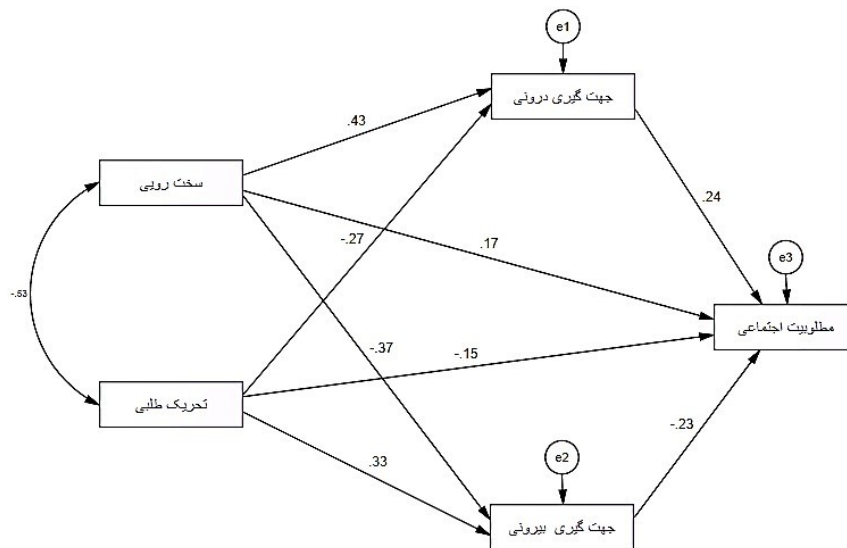 e1
جهت گیری درونی
.43
سخت رویی
-.27
.24
.17
e3
-.53
مطلوبیت اجتماعی
-.37
-.15
تحریک طلبی
-.23
.33
e2
جهت گیری بیرونی